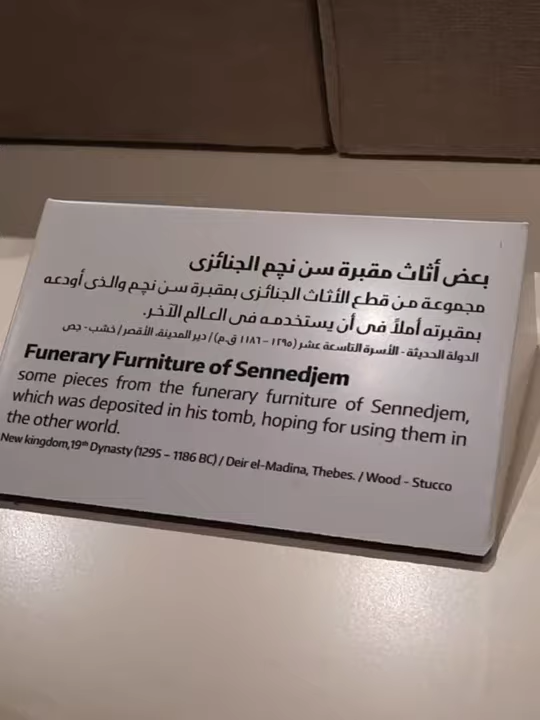 بعض أثاث مقبرة سن نچم الجنائزى
مجموعة من قطع الأثاث الجنائزى بمقبرة سن نچم والذى أودعه
بمقبرته أملاً فى أن يستخدمه فى العالم الآخر.
الدولة الحديثة - الأسرة التاسعة عشر (١٢٩٥ - ١١٨٦ ق.م) / دير المدينة، الأقصر / خشب - جص
Funerary Furniture of Sennedjem
some pieces from the funerary furniture of Sennedjem,
which was deposited in his tomb, hoping for using them in
the other world.
New kingdom,19th Dynasty (1295 – 1186 BC) / Deir el-Madina, Thebes. / Wood - Stucco